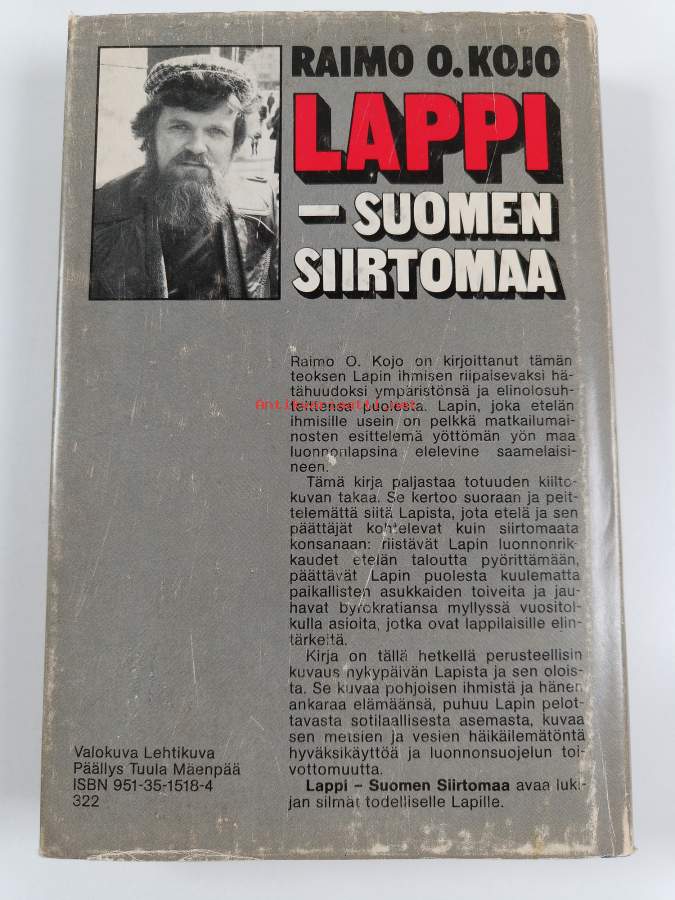 RAIMO O. KOJO
LAPPI
– SUOMEN
SIIRTOMAA
Raimo O. Kojo on kirjoittanut tämän
teoksen Lapin ihmisen riipaisevaksi hä-
tähuudoksi ympäristönsä ja elinolosuh-
teittensa puolesta. Lapin, joka etelän
ihmisille usein on pelkkä matkailumai-
nosten esittelemä yöttömän yön maa
luonnonlapsina elelevine saamelaisi-
neen.
Tämä kirja paljastaa totuuden kiilto-
kuvan takaa. Se kertoo suoraan ja peit-
telemättä siitä Lapista, jota etelä ja sen
päättäjät kohtelevat kuin siirtomaata
konsanaan: riistävät Lapin luonnonrik-
kaudet etelän taloutta pyörittämään,
päättävät Lapin puolesta kuulematta
paikallisten asukkaiden toiveita ja jau-
havat byrokratiansa myllyssä vuositol-
kulla asioita, jotka ovat lappilaisille elin-
tärkeitä.
Kirja on tällä hetkellä perusteellisin
kuvaus nykypäivän Lapista ja sen olois-
ta. Se kuvaa pohjoisen ihmistä ja hänen
ankaraa elämäänsä, puhuu Lapin pelot-
tavasta sotilaallisesta asemasta, kuvaa
sen metsien ja vesien häikäilemätöntä
hyväksikäyttöä ja luonnonsuojelun toi-
vottomuutta.
Lappi – Suomen Siirtomaa avaa luki-
jan silmät todelliselle Lapille.
Valokuva Lehtikuva
Päällys Tuula Mäenpää
ISBN 951-35-1518-4
322